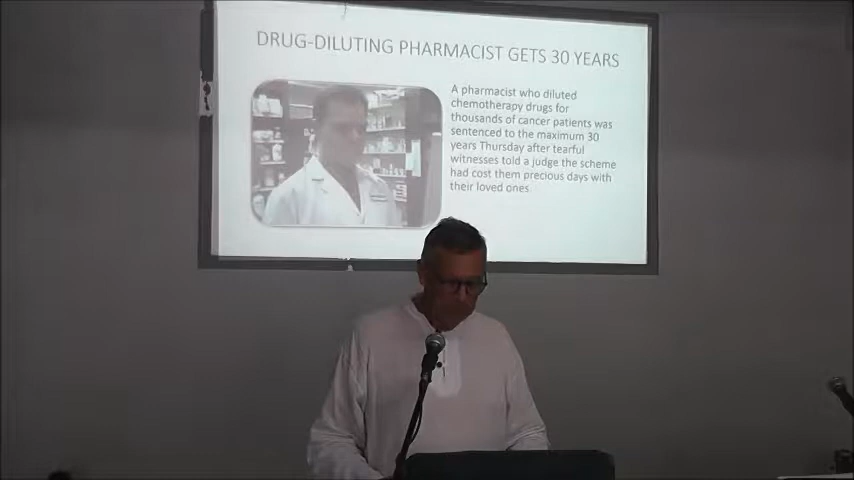 DRUG-DILUTING PHARMACIST GETS 30 YEARS
A pharmacist who diluted
chemotherapy drugs for
thousands of cancer patients was
sentenced to the maximum 30
years Thursday after tearful
witnesses told a judge the scheme
had cost them precious days with
their loved ones.